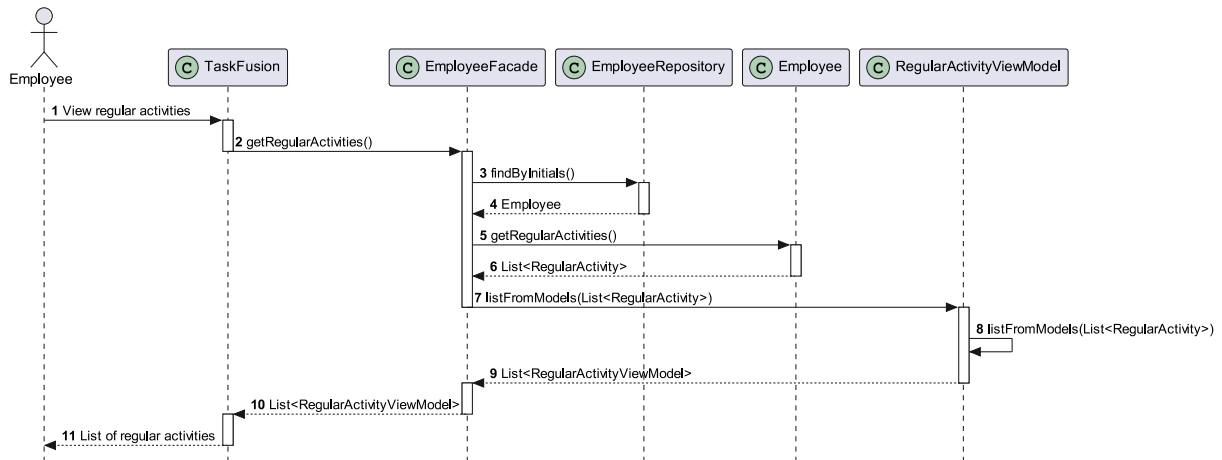 Employee
C TaskFusion
C EmployeeFacade
C EmployeeRepository
C Employee
C RegularActivityViewModel
1 View regular activities
2 getRegularActivities()
3 findByInitials()
4 Employee
5 getRegularActivities()
6 List<RegularActivity>
7 listFromModels(List<RegularActivity>)
8 listFromModels(List<RegularActivity>)
9 List<RegularActivityViewModel>
10 List<RegularActivityViewModel>
11 List of regular activities